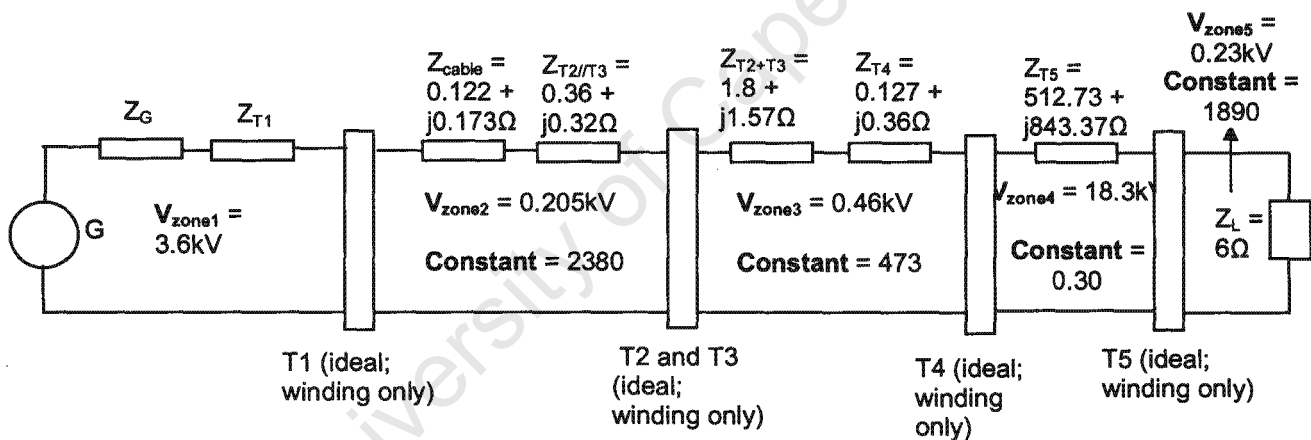 Z_G
Z_T1
G
V_zone1 =
3.6kV
Z_cable =
0.122 +
j0.173Ω
Z_T2//T3 =
0.36 +
j0.32Ω
V_zone2 = 0.205kV
Constant = 2380
Z_T2+T3 =
1.8 +
j1.57Ω
Z_T4 =
0.127 +
j0.36Ω
V_zone3 = 0.46kV
Constant = 473
Z_T5 =
512.73 +
j843.37Ω
V_zone4 = 18.3kV
Constant =
0.30
V_zone5 =
0.23kV
Constant =
1890
Z_L =
6Ω
T1 (ideal;
winding only)
T2 and T3
(ideal;
winding only)
T4 (ideal;
winding
only)
T5 (ideal;
winding only)
University of Cape